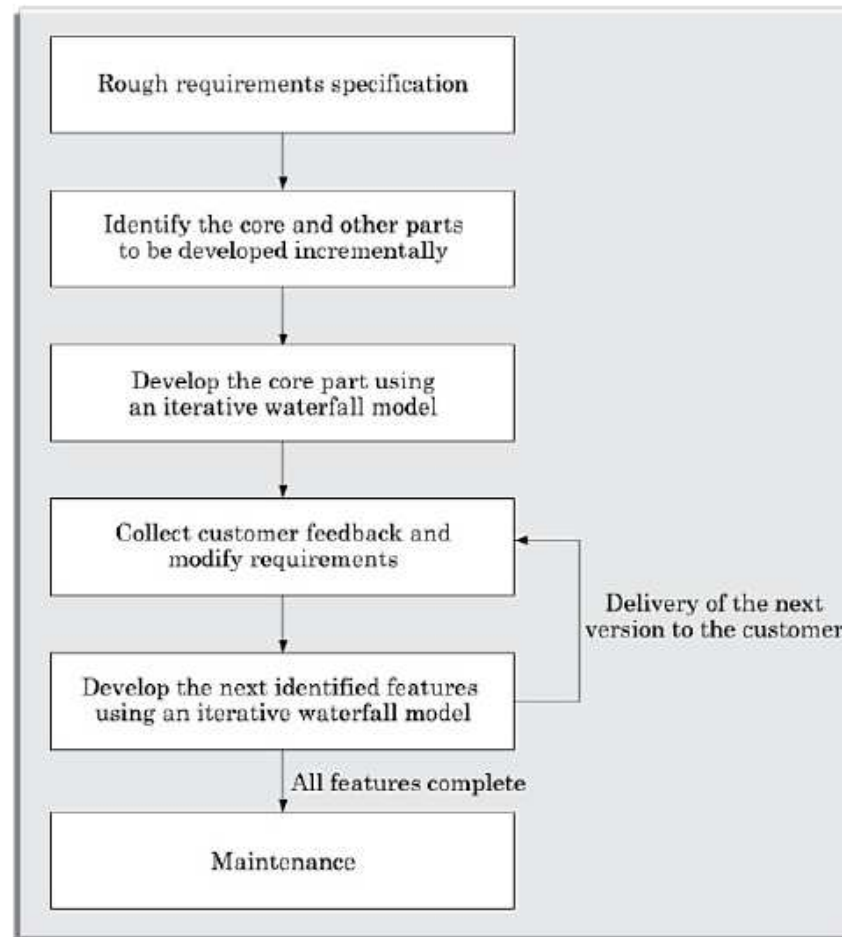 Rough requirements specification
Identify the core and other parts
to be developed incrementally
Develop the core part using
an iterative waterfall model
Collect customer feedback and
modify requirements
Delivery of the next
version to the customer
Develop the next identified features
using an iterative waterfall model
All features complete
Maintenance